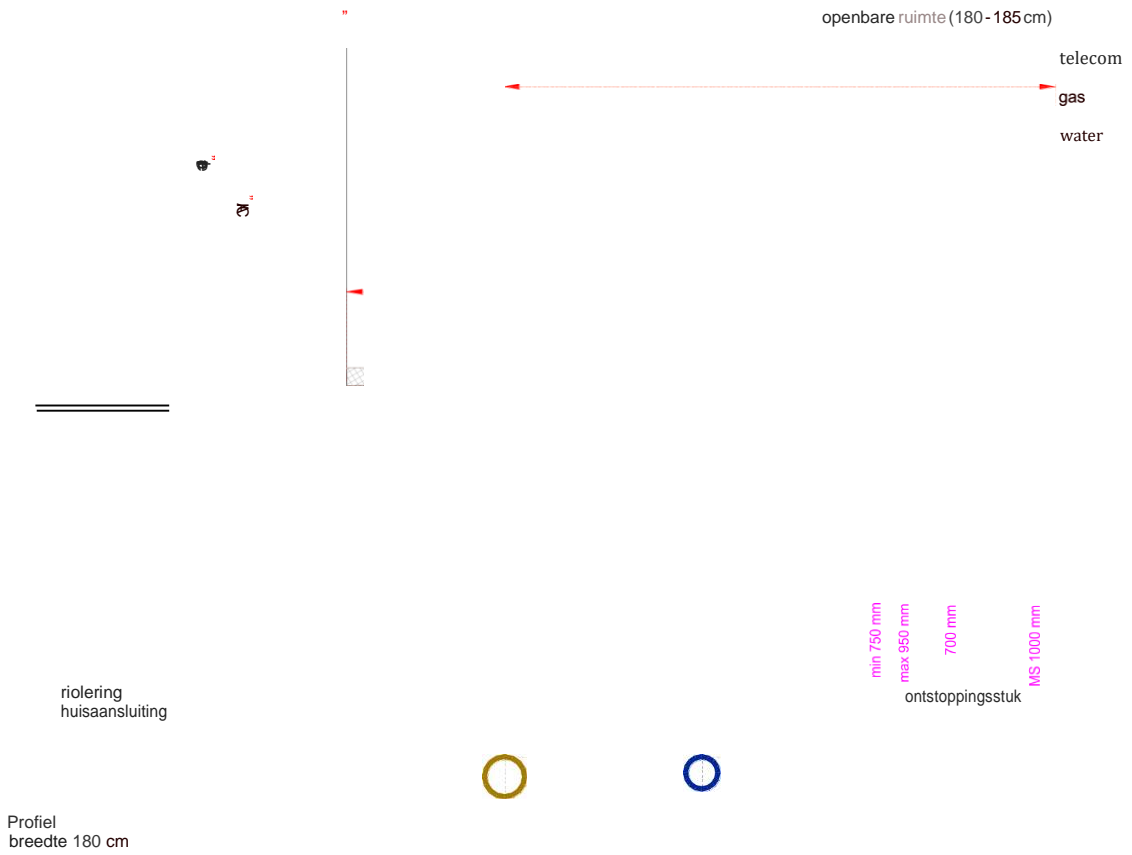 openbare ruimte (180 - 185 cm)
telecom
gas
water
min 750 mm
max 950 mm
700 mm
MS 1000 mm
ontstoppingsstuk
riolering
huisaansluiting
Profiel
breedte 180 cm